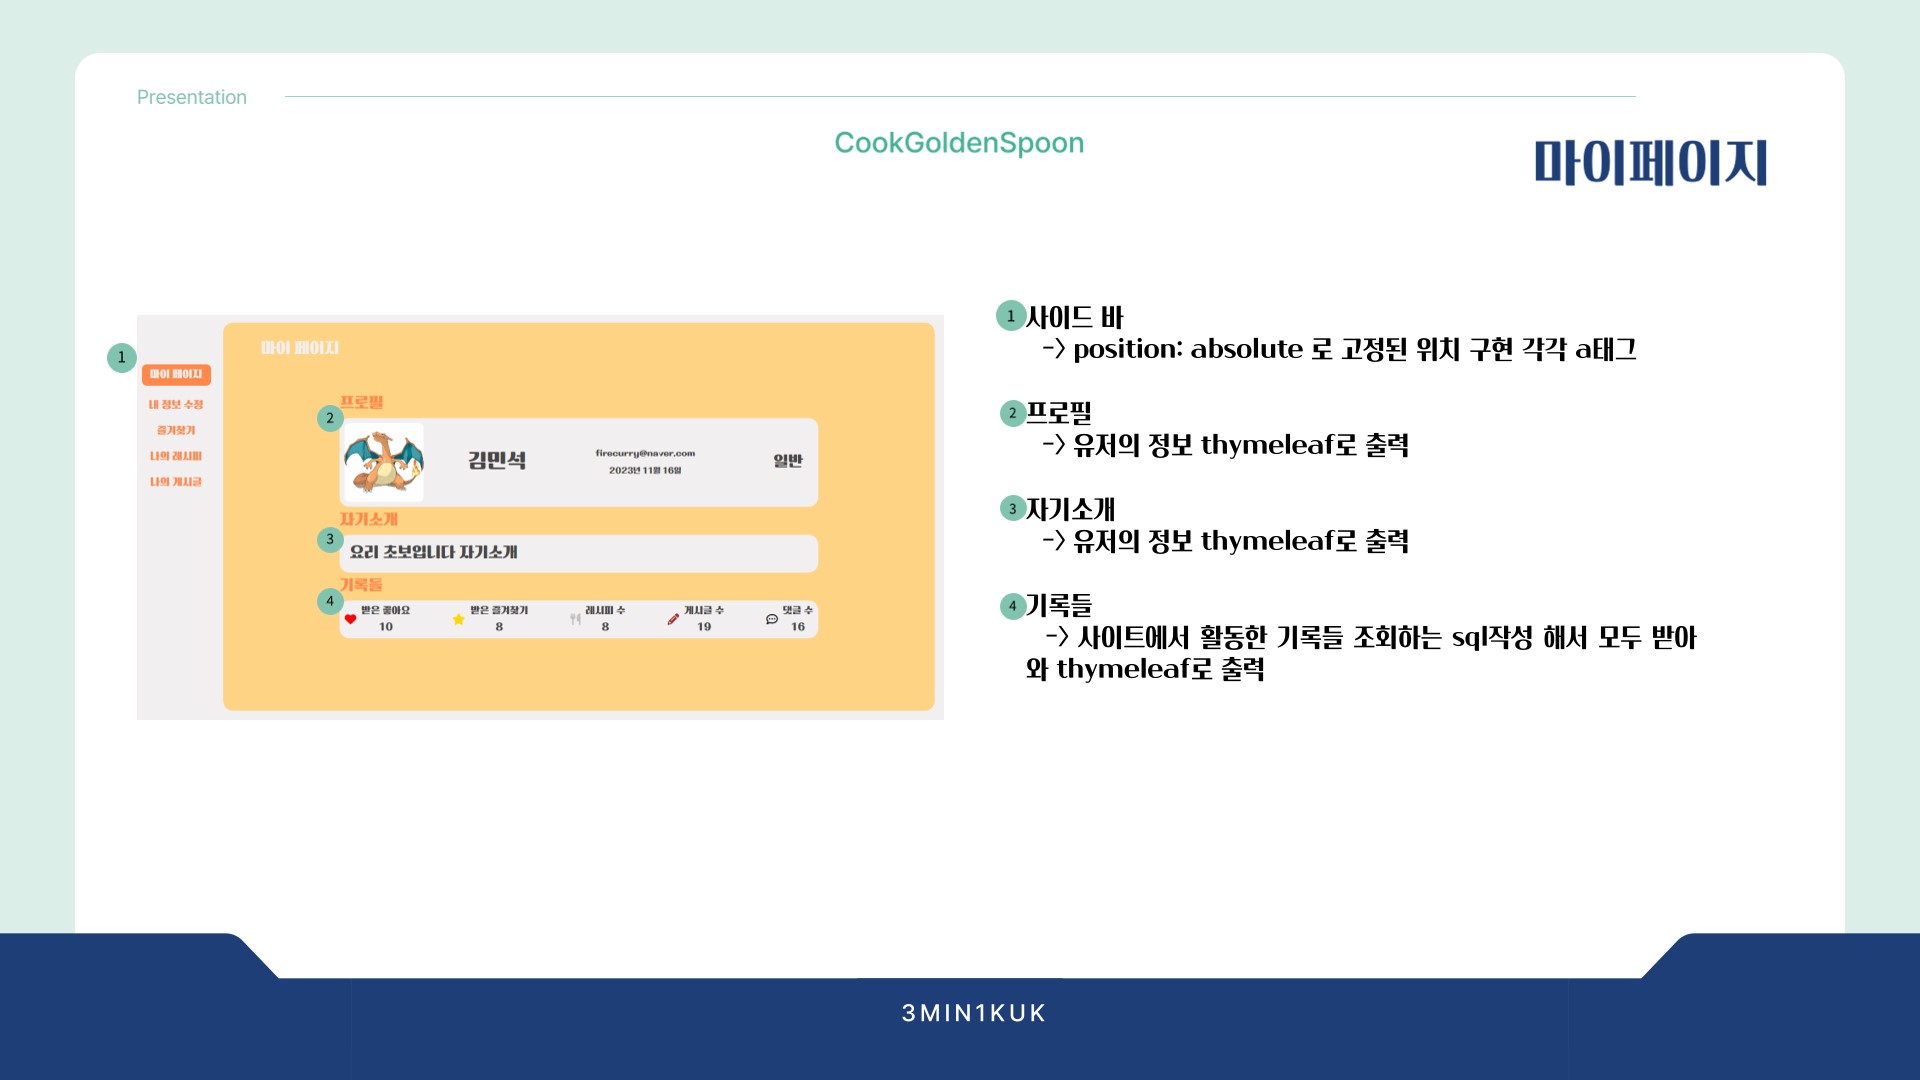 Presentation
CookGoldenSpoon
마이페이지
1
마이 페이지
내 정보 수정
즐겨찾기
나의 레시피
나의 게시글
마이 페이지
프로필
2
김민석
firecurry@naver.com
2023년 11월 16일
일반
자기소개
3
요리 초보입니다 자기소개
기록들
4
받은 좋아요
10
받은 즐겨찾기
8
레시피 수
8
게시글 수
19
댓글 수
16
1 사이드 바
-> position: absolute 로 고정된 위치 구현 각각 a태그
2 프로필
-> 유저의 정보 thymeleaf로 출력
3 자기소개
-> 유저의 정보 thymeleaf로 출력
4 기록들
-> 사이트에서 활동한 기록들 조회하는 sql작성 해서 모두 받아
와 thymeleaf로 출력
3MIN1KUK